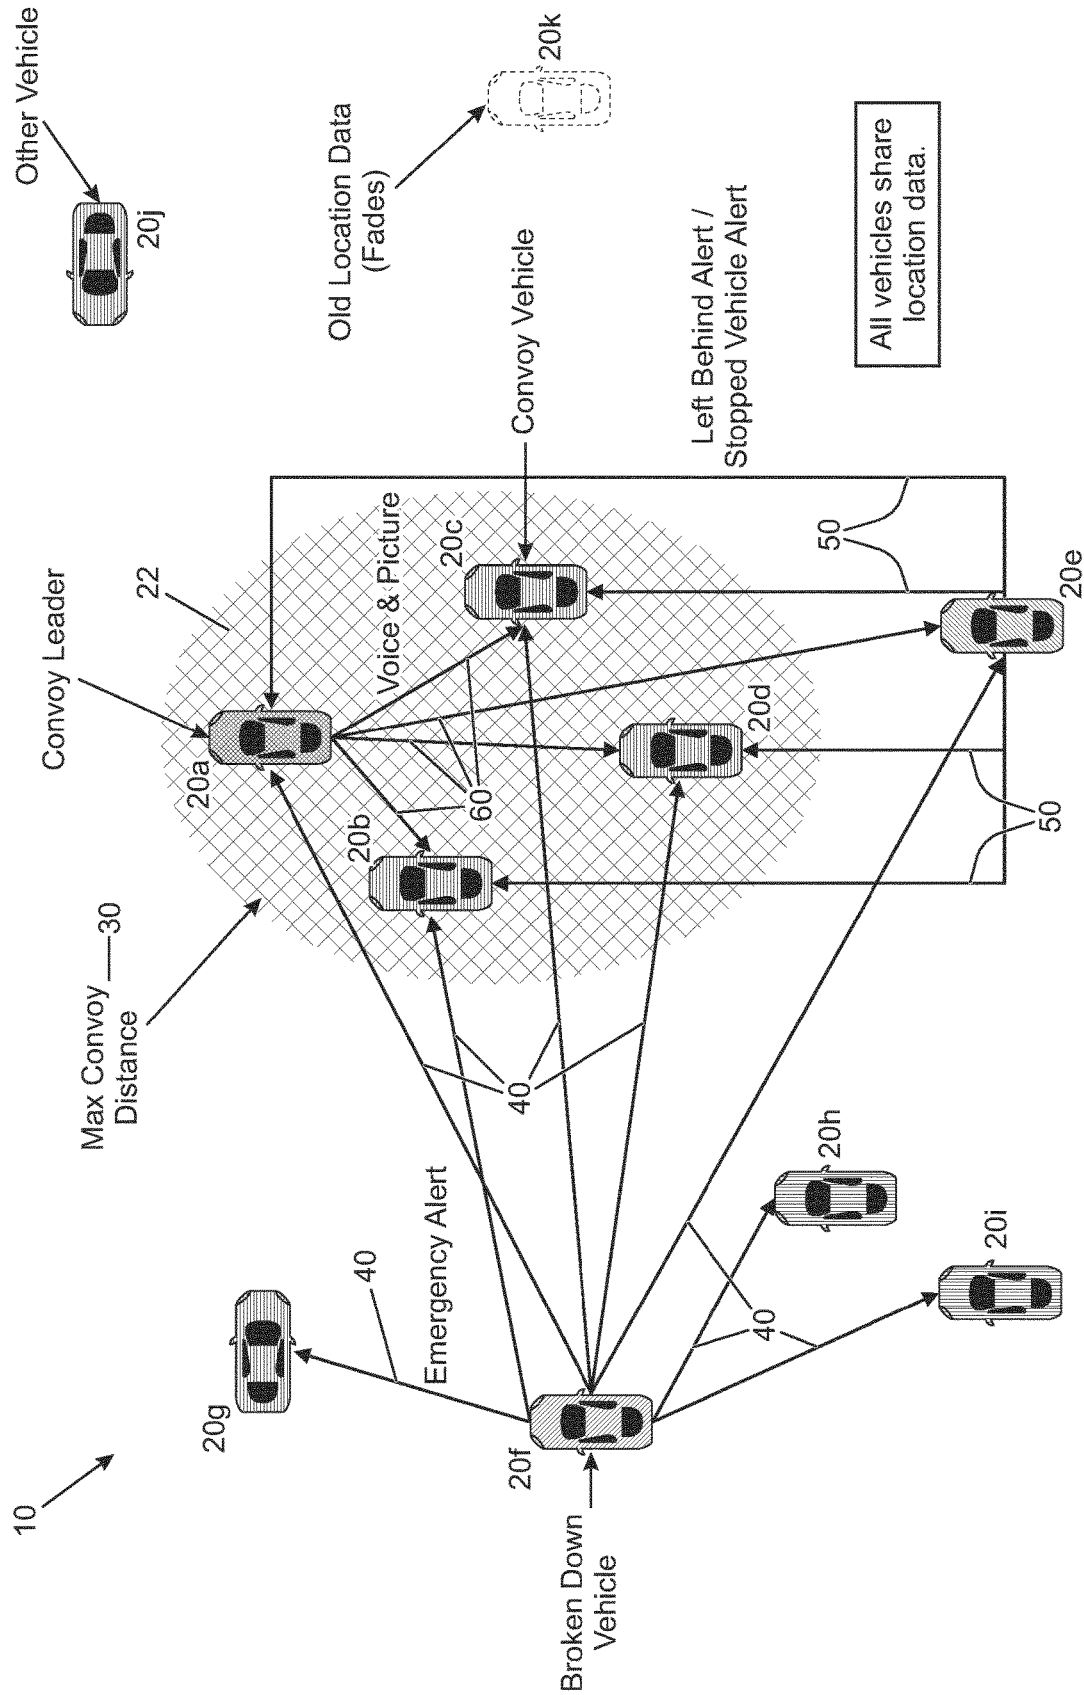 10
Other Vehicle
Convoy Leader
Max Convoy 30
Distance
22
20j
20a
20g
Old Location Data
(Fades)
40
20b
Voice & Picture
Emergency Alert
20c
60
20f
40
Convoy Vehicle
20k
Broken Down
Vehicle
Left Behind Alert /
Stopped Vehicle Alert
20d
40
20h
50
All vehicles share
location data.
20i
50
20e